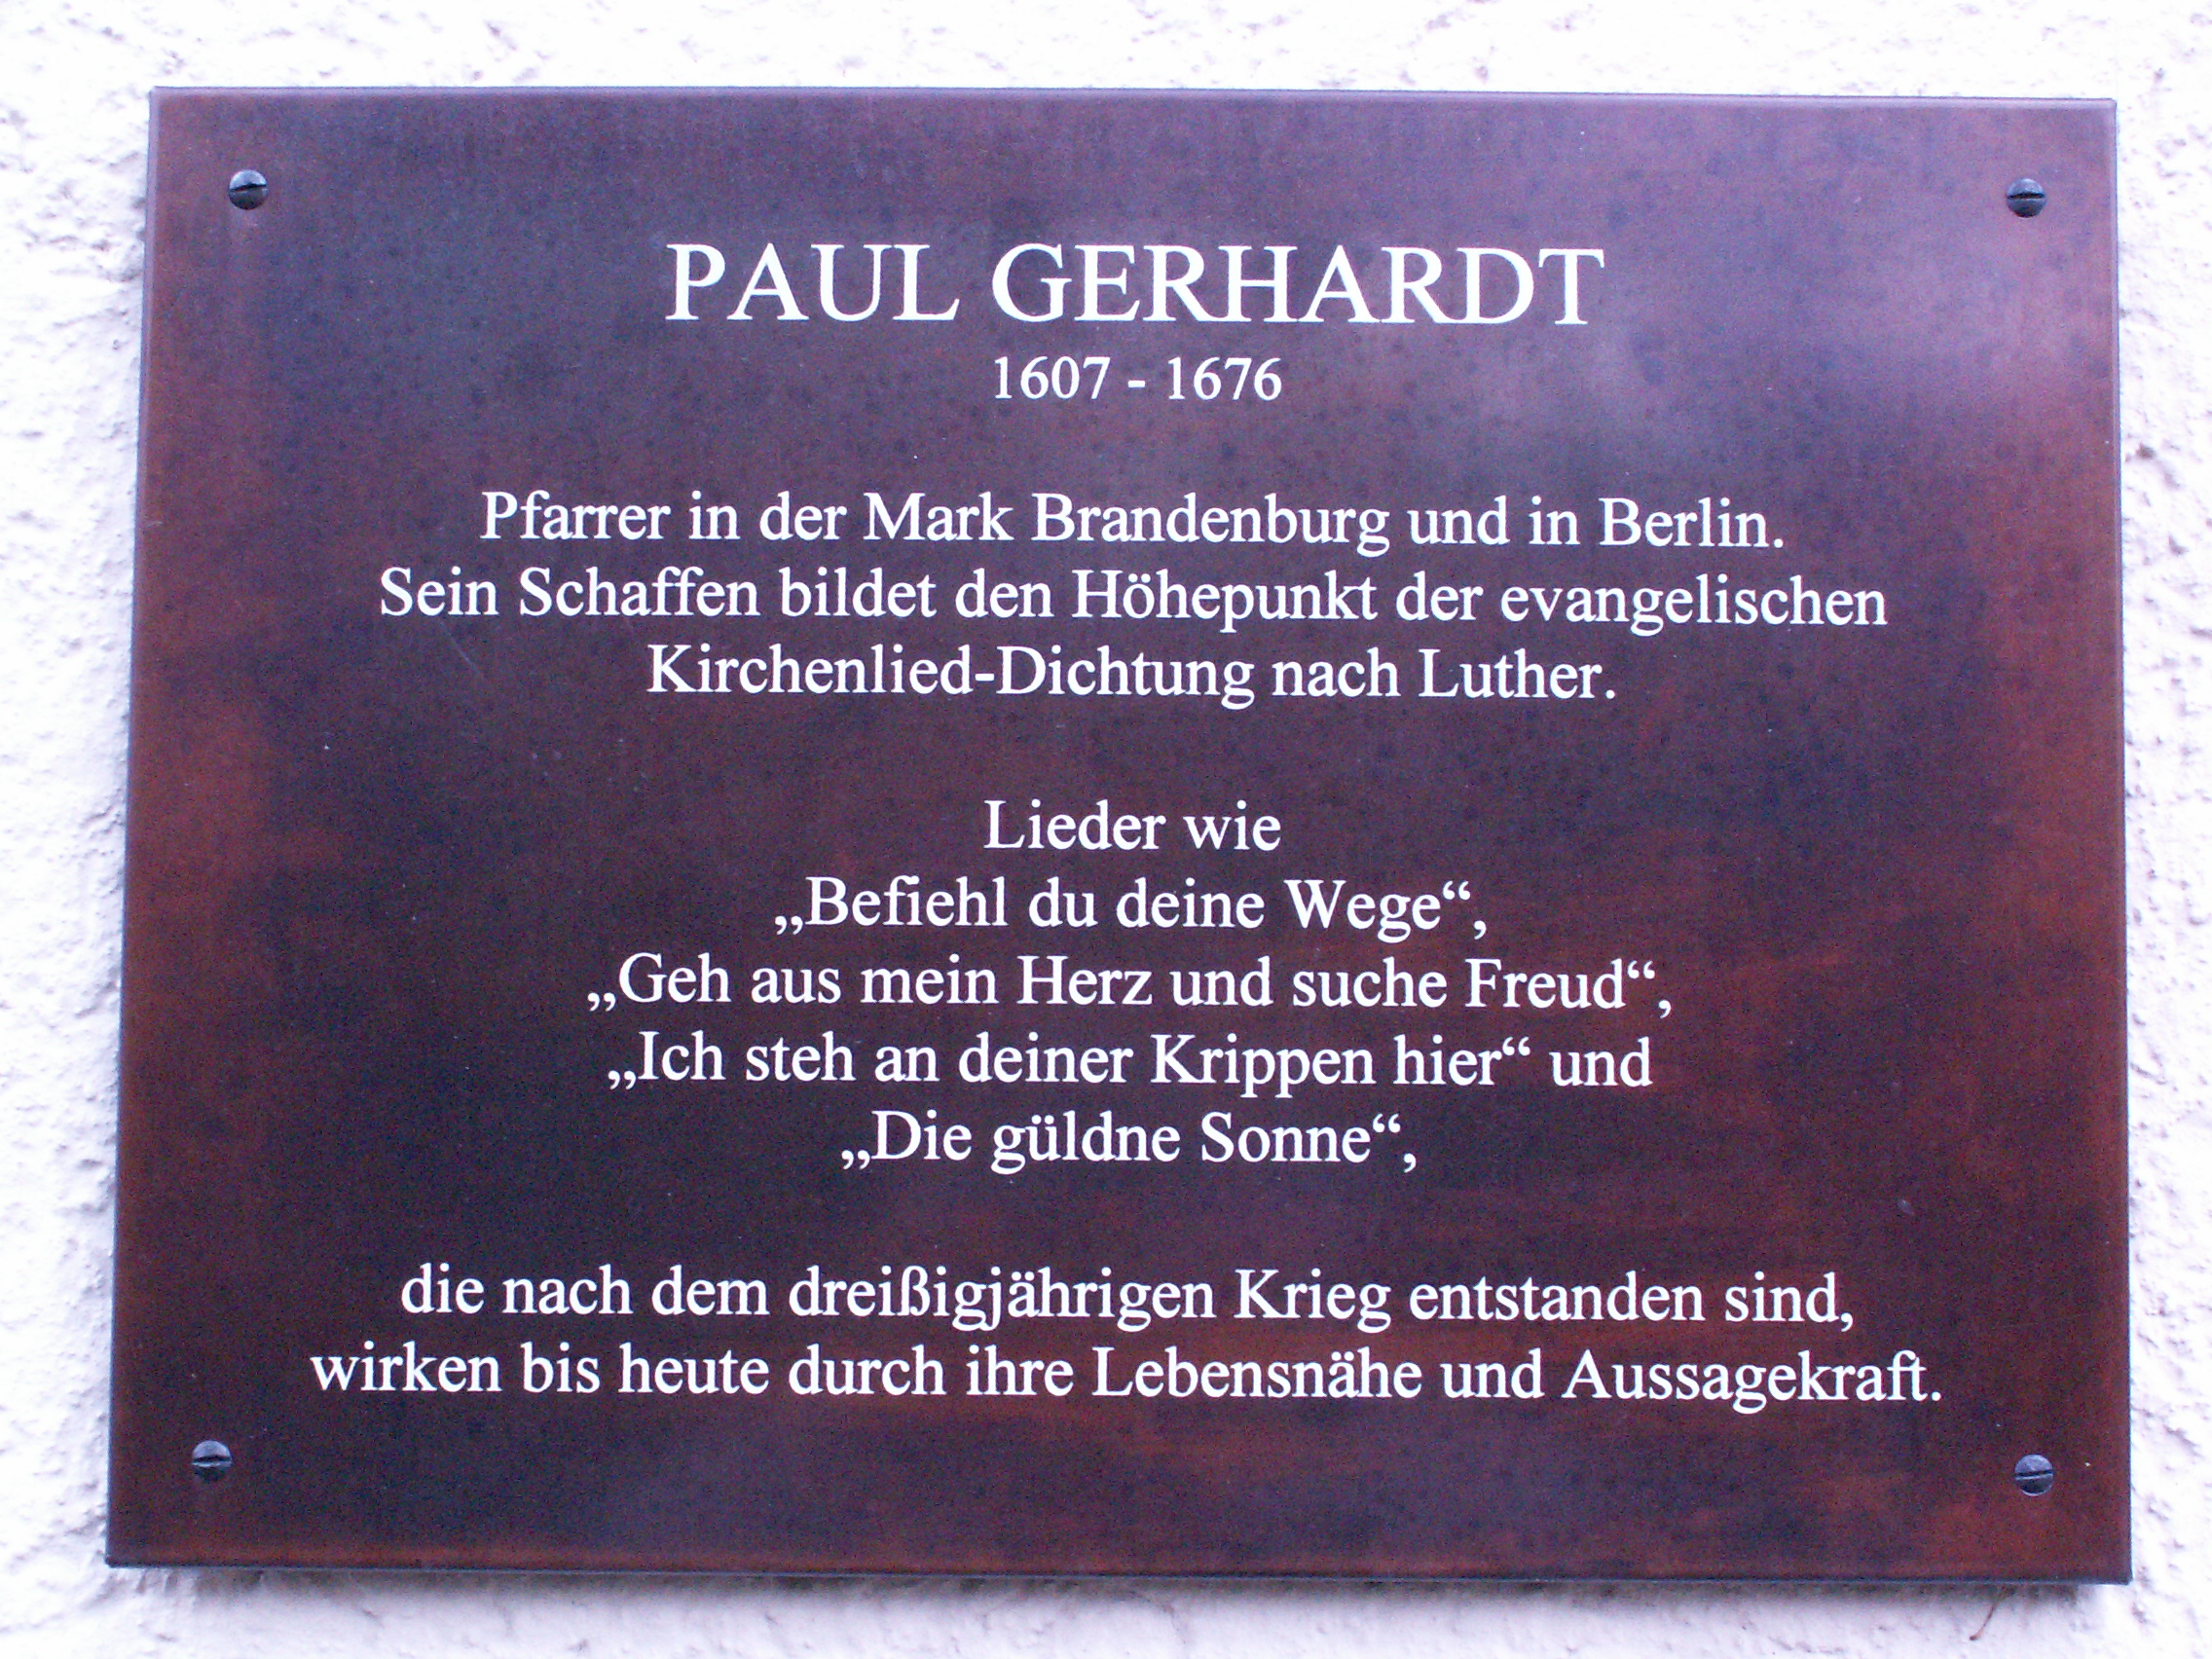 PAUL GERHARDT
1607 - 1676
Pfarrer in der Mark Brandenburg und in Berlin.
Sein Schaffen bildet den Höhepunkt der evangelischen
Kirchenlied-Dichtung nach Luther.
Lieder wie
„Befiehl du deine Wege“,
„Geh aus mein Herz und suche Freud“,
„Ich steh an deiner Krippen hier“ und
„Die güldne Sonne“,
die nach dem dreißigjährigen Krieg entstanden sind,
wirken bis heute durch ihre Lebensnähe und Aussagekraft.